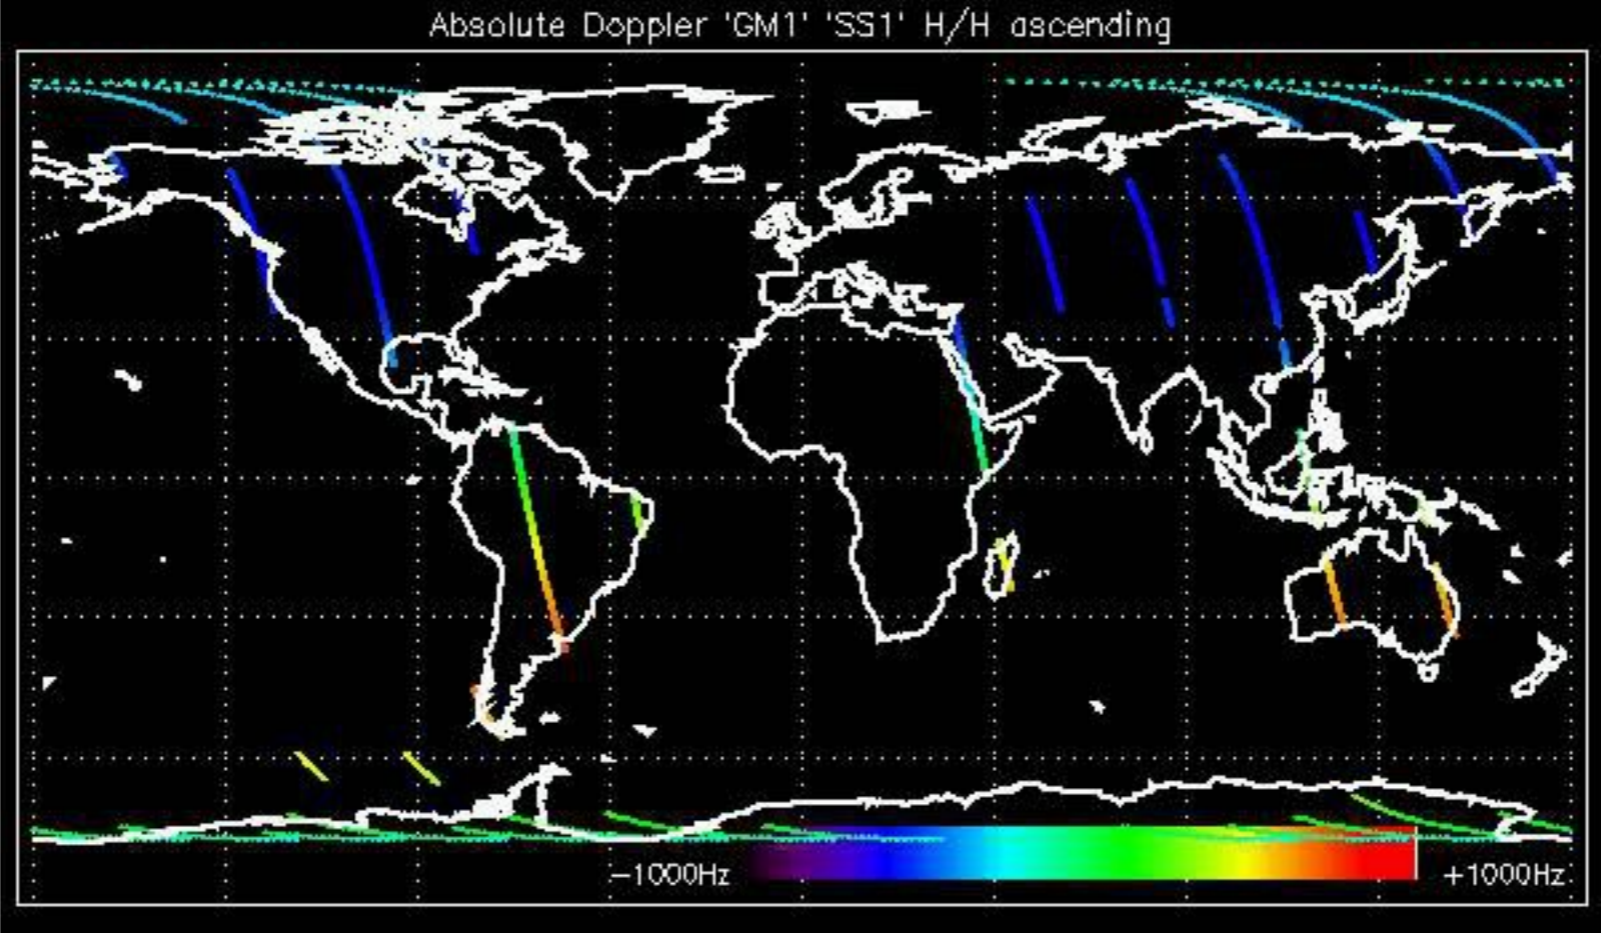 Absolute Doppler 'GM1' 'SS1' H/H ascending
−1000Hz
+1000Hz